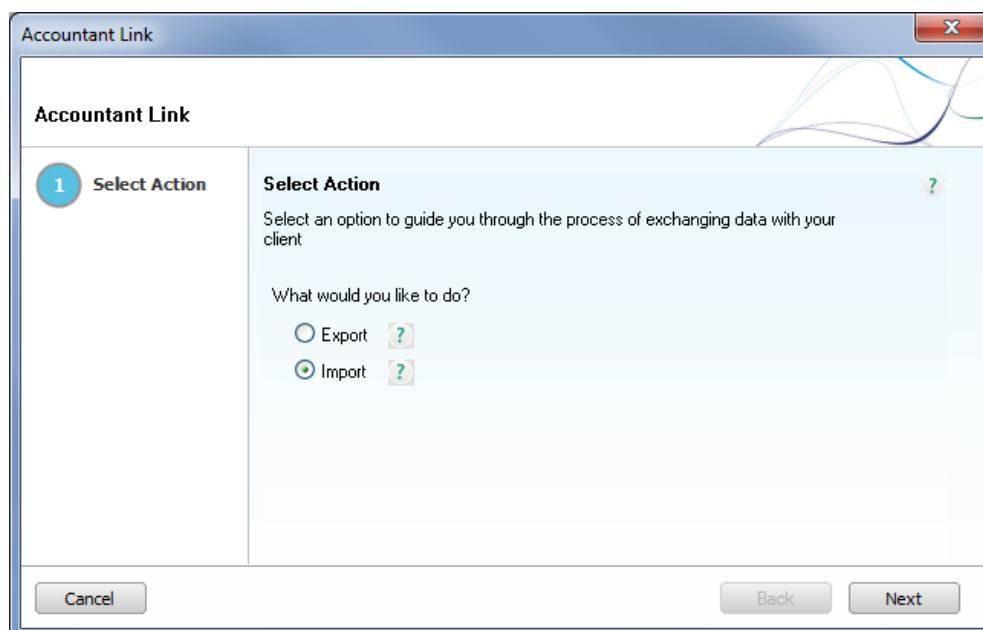 Accountant Link
X
Accountant Link
1 Select Action
Select Action ?
Select an option to guide you through the process of exchanging data with your
client
What would you like to do?
Export ?
Import ?
Cancel Back Next